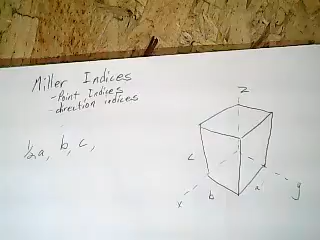 Miller Indices
-Point Indices
-direction indices
½a, b, c,
z
c
b
a
x
y